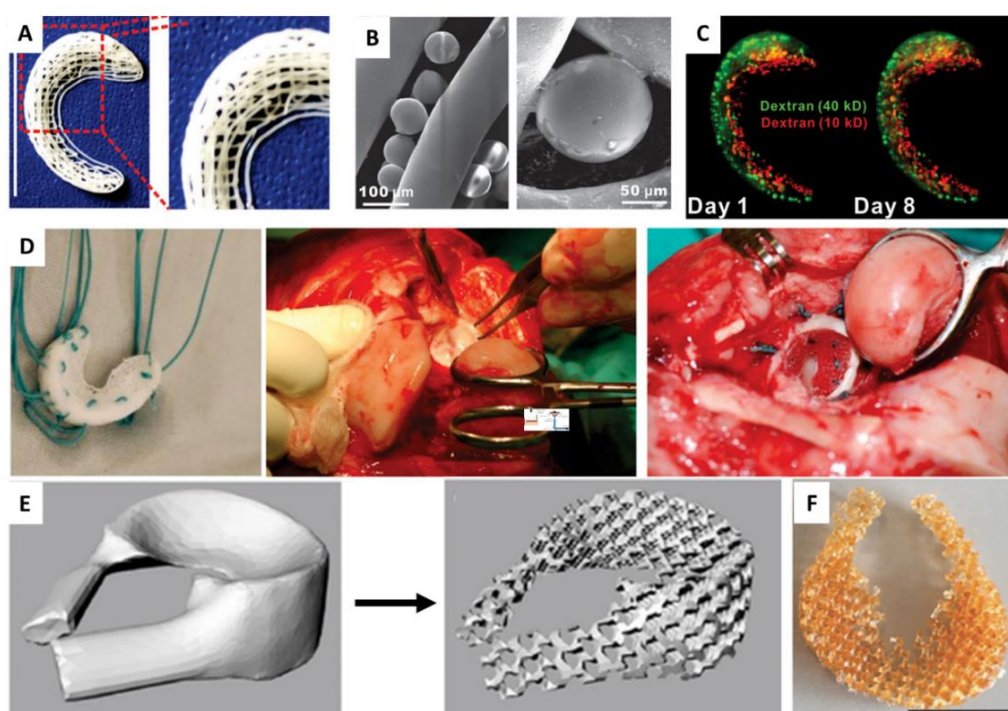 A
B
100 µm
50 µm
C
Dextran (40 kD)
Dextran (10 kD)
Day 1
Day 8
D
E
F